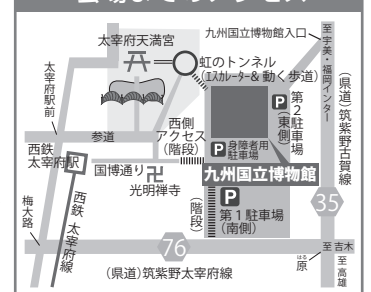 太宰府天満宮
九州国立博物館入口
至宇美・福岡インター
虹のトンネル
(エスカレーター&動く歩道)
太宰府駅前
P
第2駐車場
(東側)
(県道)筑紫野古賀線
西側
アクセス
(階段)
参道
P
身障者用
駐車場
西鉄
太宰府駅
国博通り
光明禅寺
九州国立博物館
梅大路
西鉄 太宰府線
(階段)
P
第1駐車場
(南側)
35
76
至吉木
(県道)筑紫野太宰府線
原
至高雄